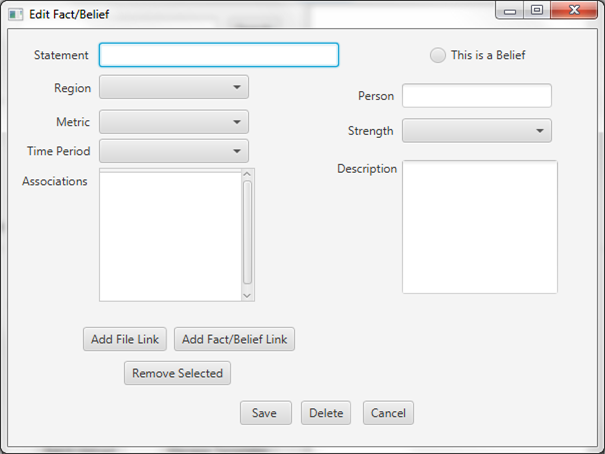 Edit Fact/Belief
Statement
This is a Belief
Region
Person
Metric
Strength
Time Period
Description
Associations
Add File Link
Add Fact/Belief Link
Remove Selected
Save
Delete
Cancel